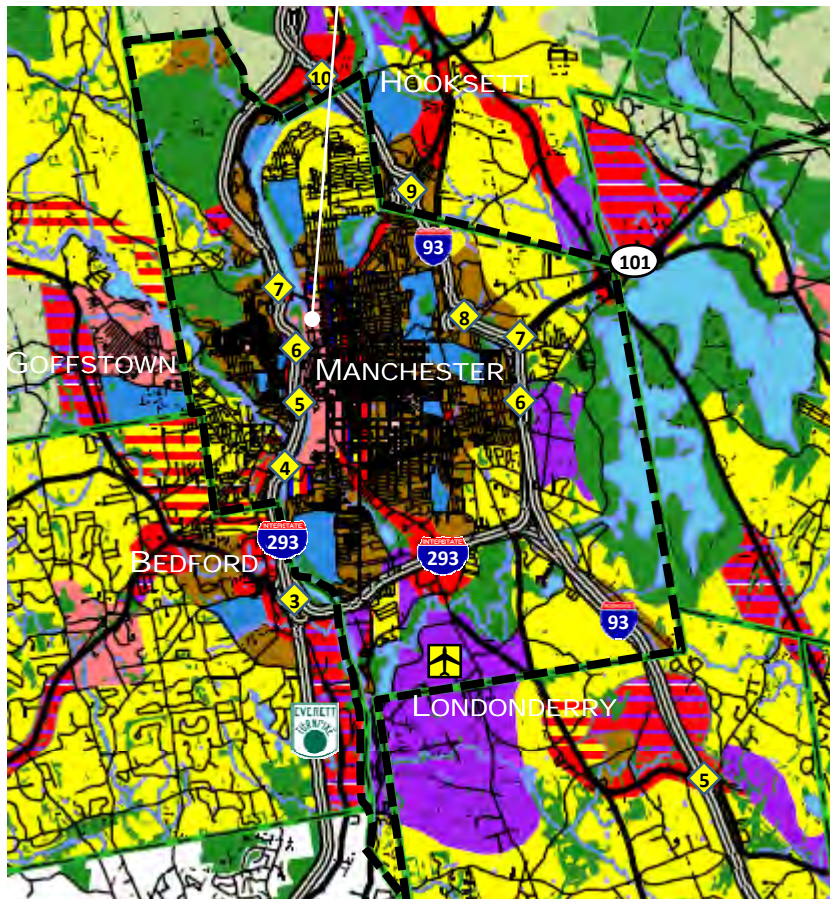 10
HOOKSETT
9
93
101
7
8
7
6
GOFFSTOWN
MANCHESTER
5
6
4
INTERSTATE
293
INTERSTATE
293
BEDFORD
3
93
LONDONDERRY
EVERETT
TURNPIKE
5